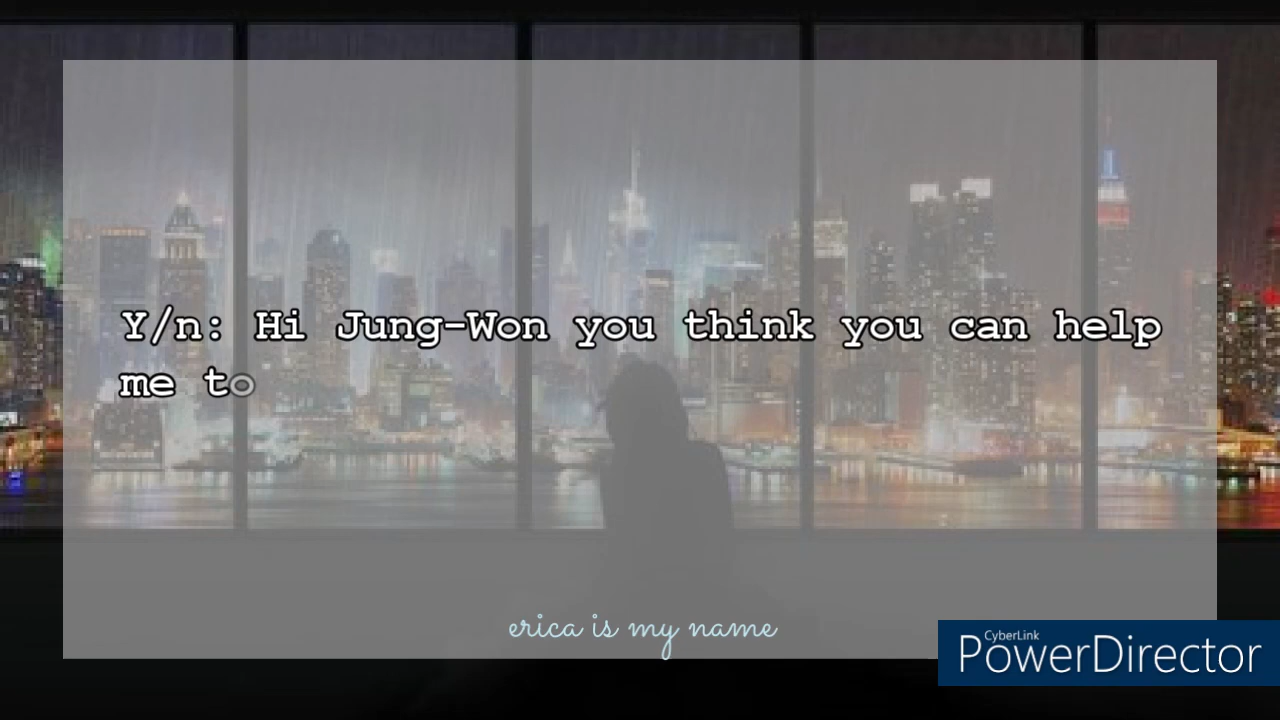 Y/n: Hi Jung-Won you think you can help
me to
erica is my name
CyberLink
PowerDirector